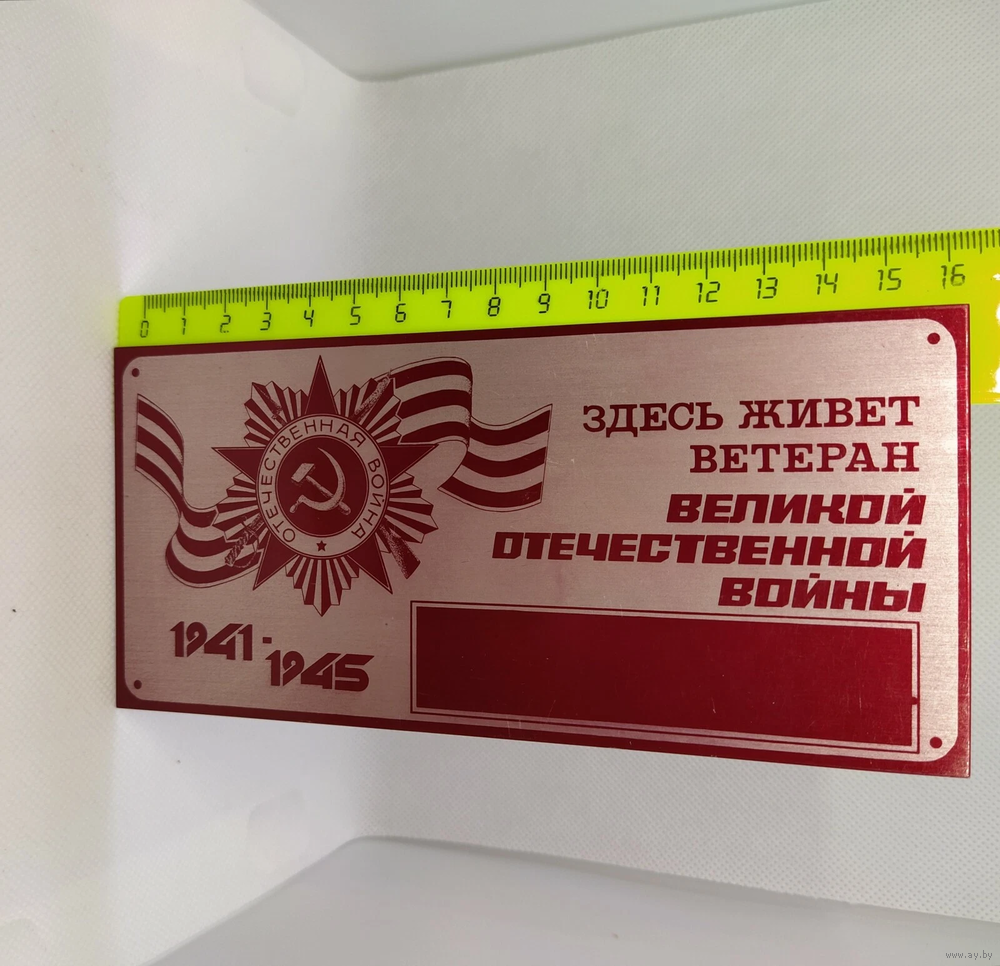 0 1 2 3 4 5 6 7 8 9 10 11 12 13 14 15 16
ОТЕЧЕСТВЕННАЯ ВОЙНА
ЗДЕСЬ ЖИВЕТ
ВЕТЕРАН
ВЕЛИКОЙ
ОТЕЧЕСТВЕННОЙ
ВОЙНЫ
1941-
1945
www.ay.by